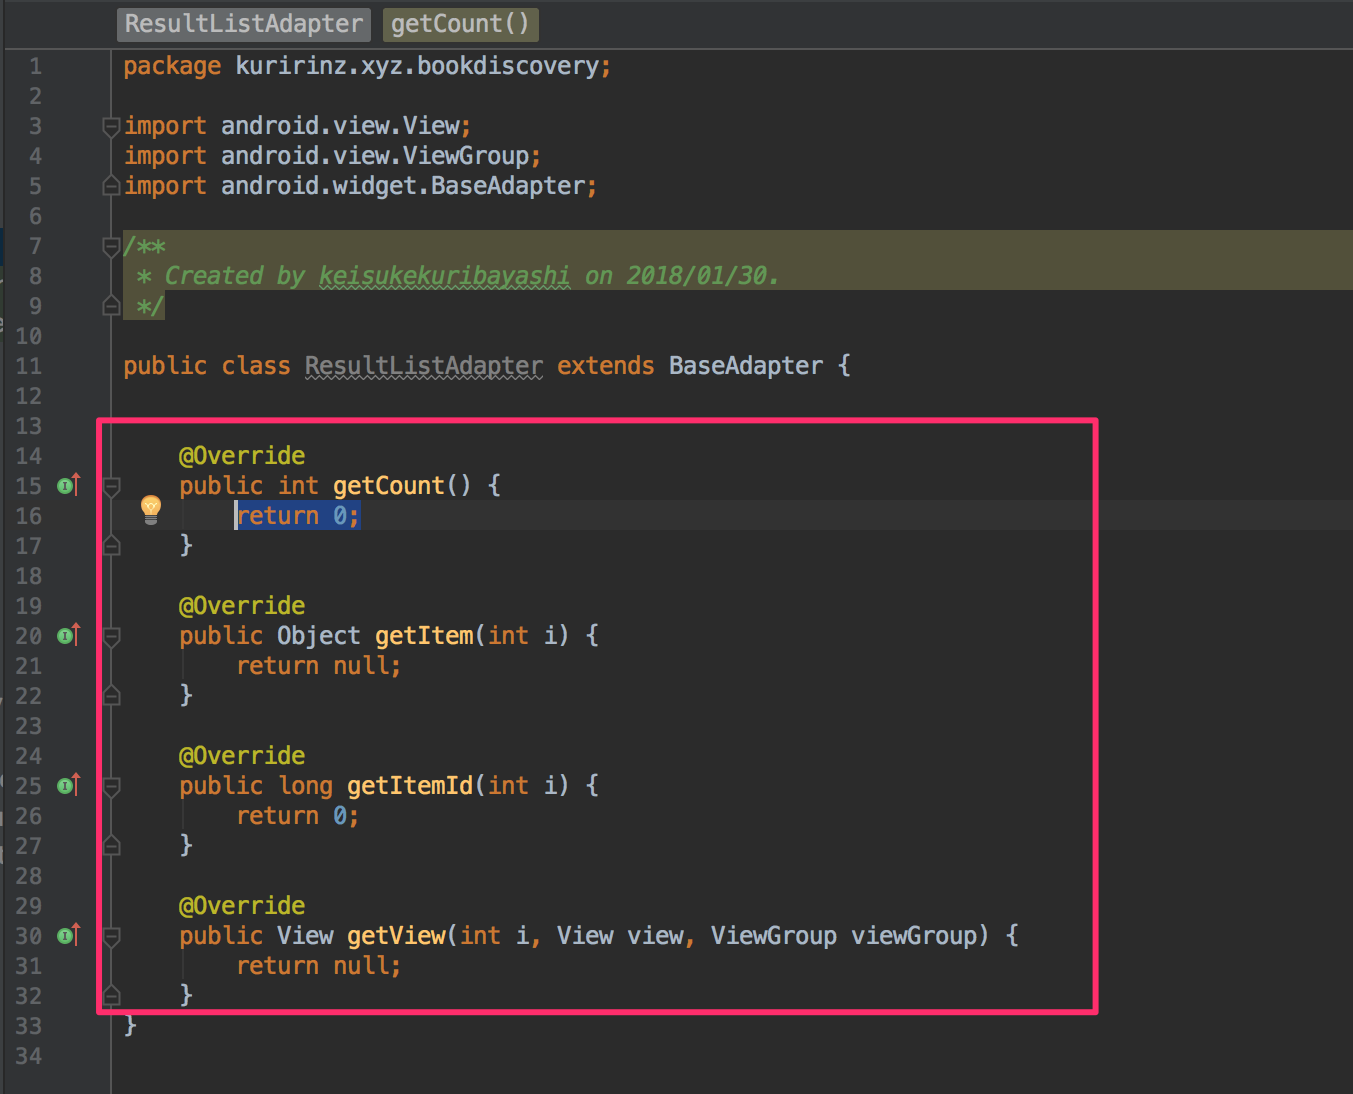 ResultListAdapter getCount()
1 package kuririnz.xyz.bookdiscovery;
2
3 import android.view.View;
4 import android.view.ViewGroup;
5 import android.widget.BaseAdapter;
6
7 /**
8 * Created by keisukekuribayashi on 2018/01/30.
9 */
10
11 public class ResultListAdapter extends BaseAdapter {
12
13
14 @Override
15 public int getCount() {
16 return 0;
17 }
18
19 @Override
20 public Object getItem(int i) {
21 return null;
22 }
23
24 @Override
25 public long getItemId(int i) {
26 return 0;
27 }
28
29 @Override
30 public View getView(int i, View view, ViewGroup viewGroup) {
31 return null;
32 }
33 }
34